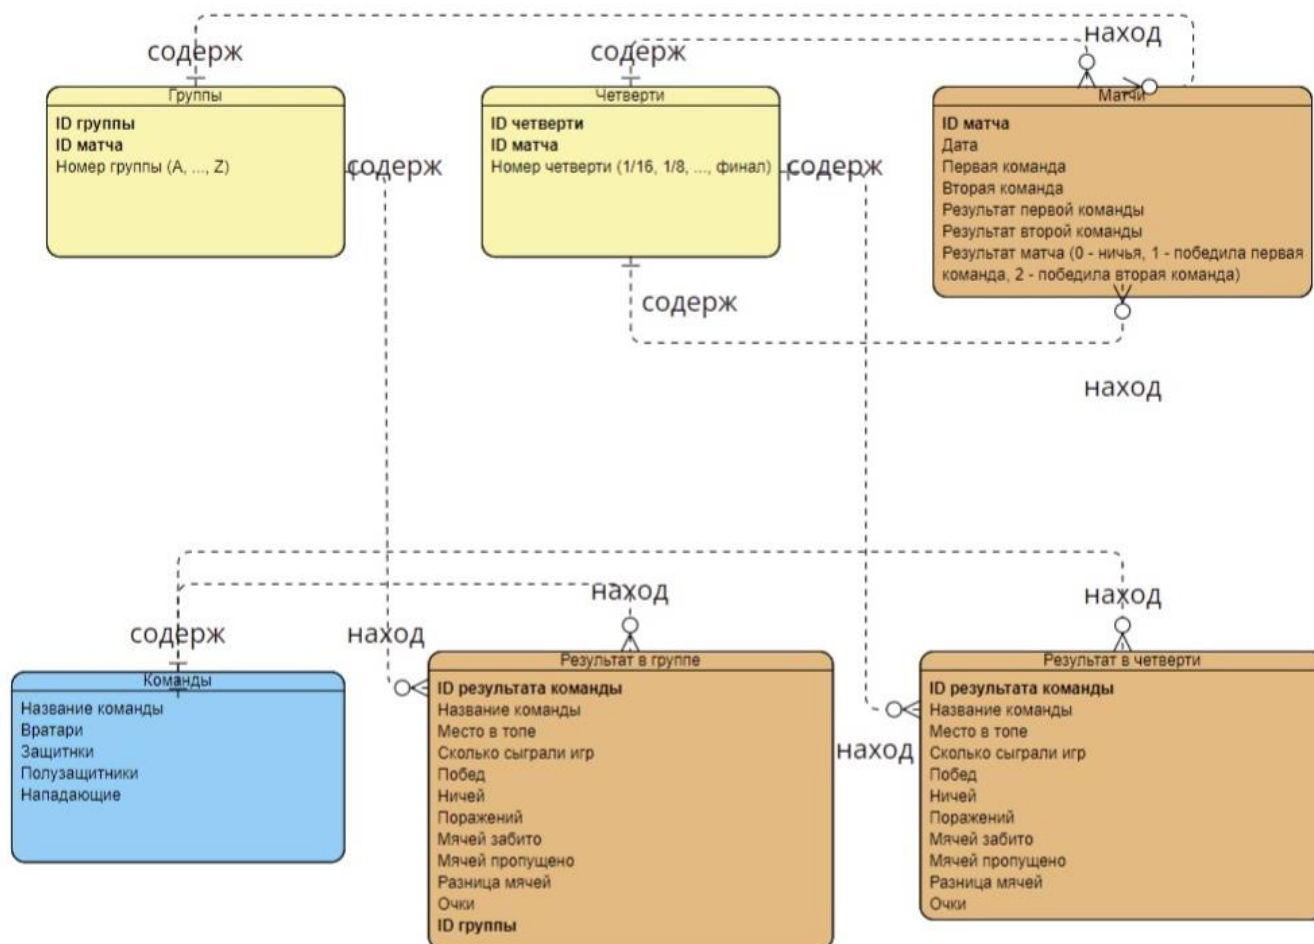 содерж
содерж
наход
Группы
ID группы
ID матча
Номер группы (A, ..., Z)
содерж
Четверти
ID четверти
ID матча
Номер четверти (1/16, 1/8, ..., финал)
содерж
Матчи
ID матча
Дата
Первая команда
Вторая команда
Результат первой команды
Результат второй команды
Результат матча (0 - ничья, 1 - победила первая
команда, 2 - победила вторая команда)
содерж
наход
содерж
наход
наход
наход
наход
Команды
Название команды
Вратари
Защитнки
Полузащитники
Нападающие
Результат в группе
ID результата команды
Название команды
Место в топе
Сколько сыграли игр
Побед
Ничей
Поражений
Мячей забито
Мячей пропущено
Разница мячей
Очки
ID группы
Результат в четверти
ID результата команды
Название команды
Место в топе
Сколько сыграли игр
Побед
Ничей
Поражений
Мячей забито
Мячей пропущено
Разница мячей
Очки